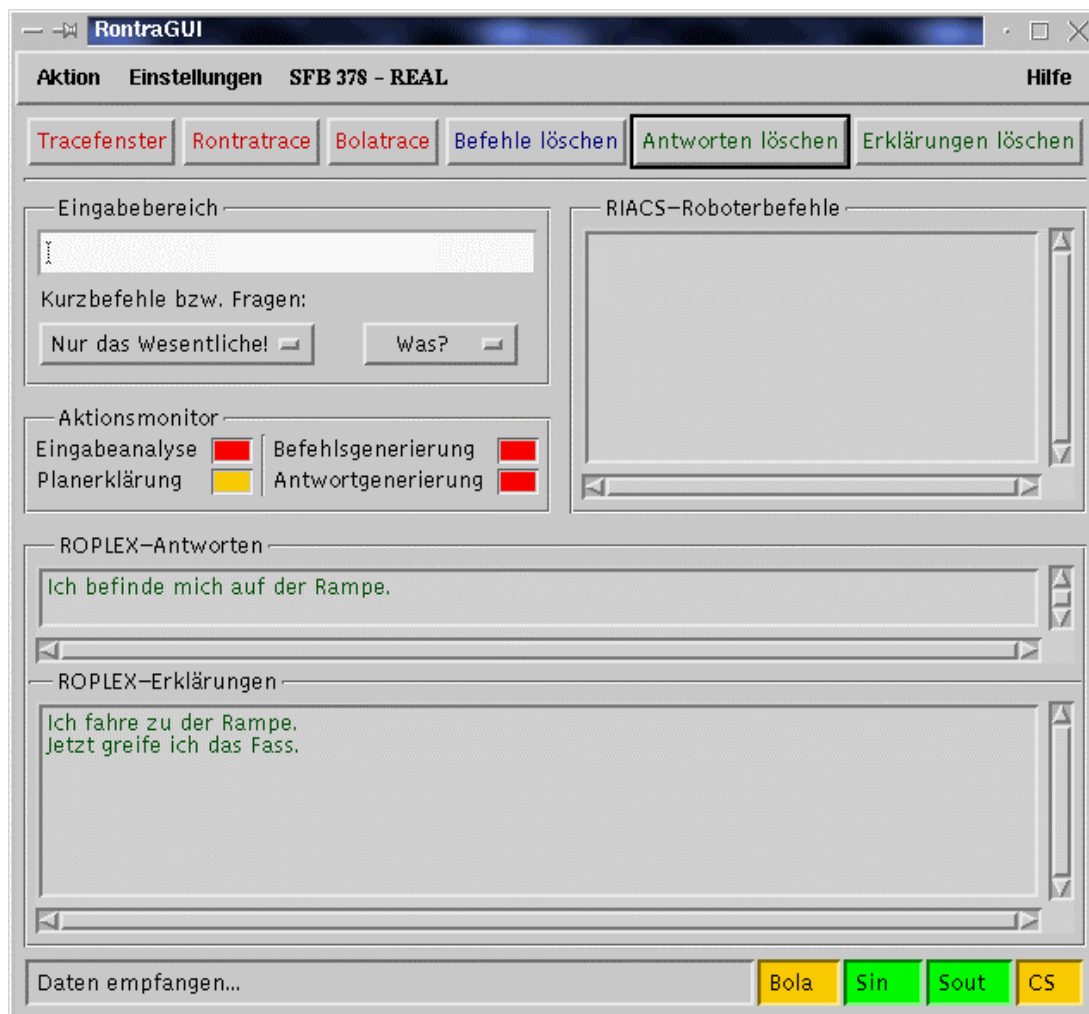 RontraGUI
Aktion Einstellungen SFB 378 – REAL Hilfe
Tracefenster Rontratrace Bolatrace Befehle löschen Antworten löschen Erklärungen löschen
Eingabebereich RIACS–Roboterbefehle
Kurzbefehle bzw. Fragen:
Nur das Wesentliche! Was?
Aktionsmonitor
Eingabeanalyse Befehlsgenerierung
Planerklärung Antwortgenerierung
ROPLEX–Antworten
Ich befinde mich auf der Rampe.
ROPLEX–Erklärungen
Ich fahre zu der Rampe.
Jetzt greife ich das Fass.
Daten empfangen... Bola Sin Sout CS